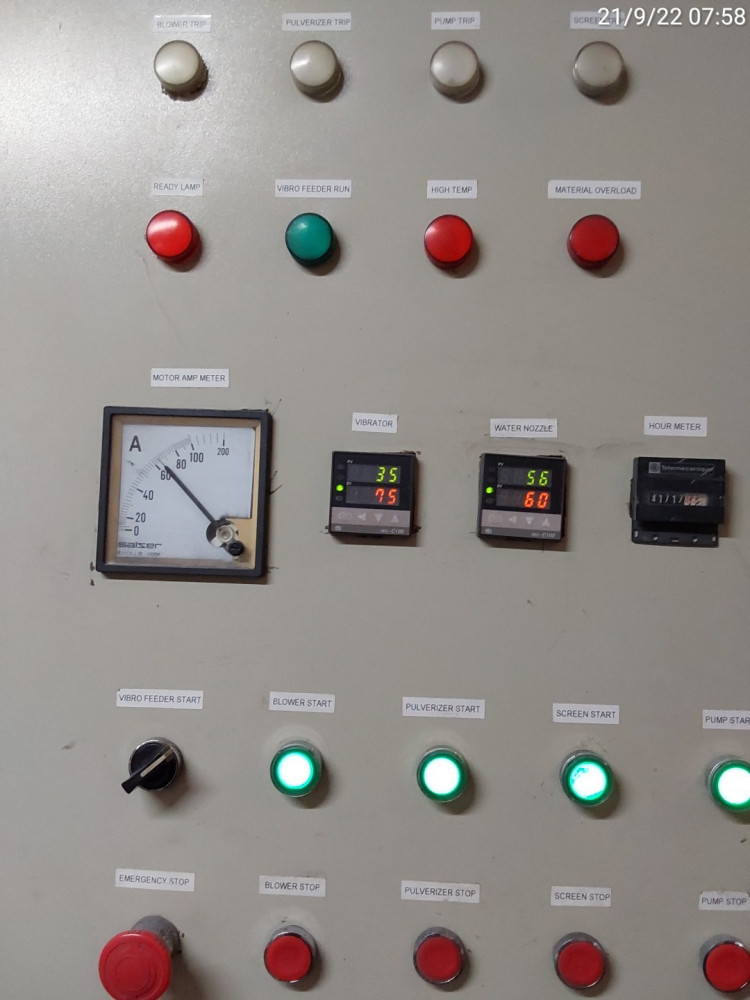 21/9/22 07:58
BLOWER TRIP
PULVERIZER TRIP
PUMP TRIP
READY LAMP
VIBRO FEEDER RUN
HIGH TEMP
MATERIAL OVERLOAD
MOTOR AMP METER
VIBRATOR
WATER NOZZLE
HOUR METER
A
0
20
40
60
80
100
200
salzer
PV
35
75
PV
56
60
VIBRO FEEDER START
BLOWER START
PULVERIZER START
SCREEN START
PUMP STAR
EMERGENCY STOP
BLOWER STOP
PULVERIZER STOP
SCREEN STOP
PUMP STOP